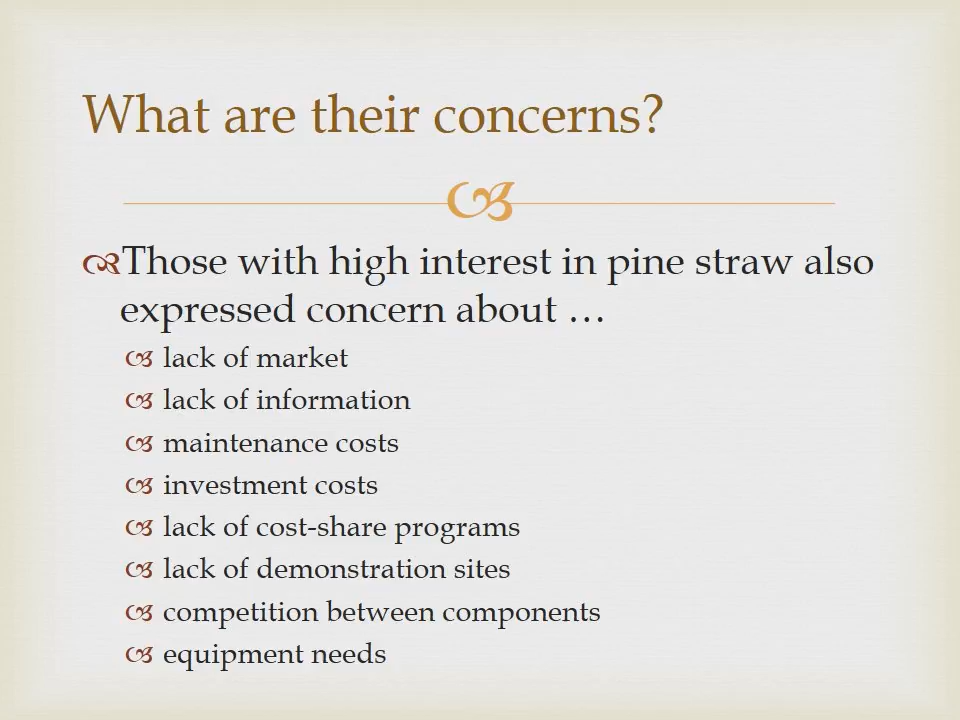 What are their concerns?
Those with high interest in pine straw also
expressed concern about …
lack of market
lack of information
maintenance costs
investment costs
lack of cost-share programs
lack of demonstration sites
competition between components
equipment needs